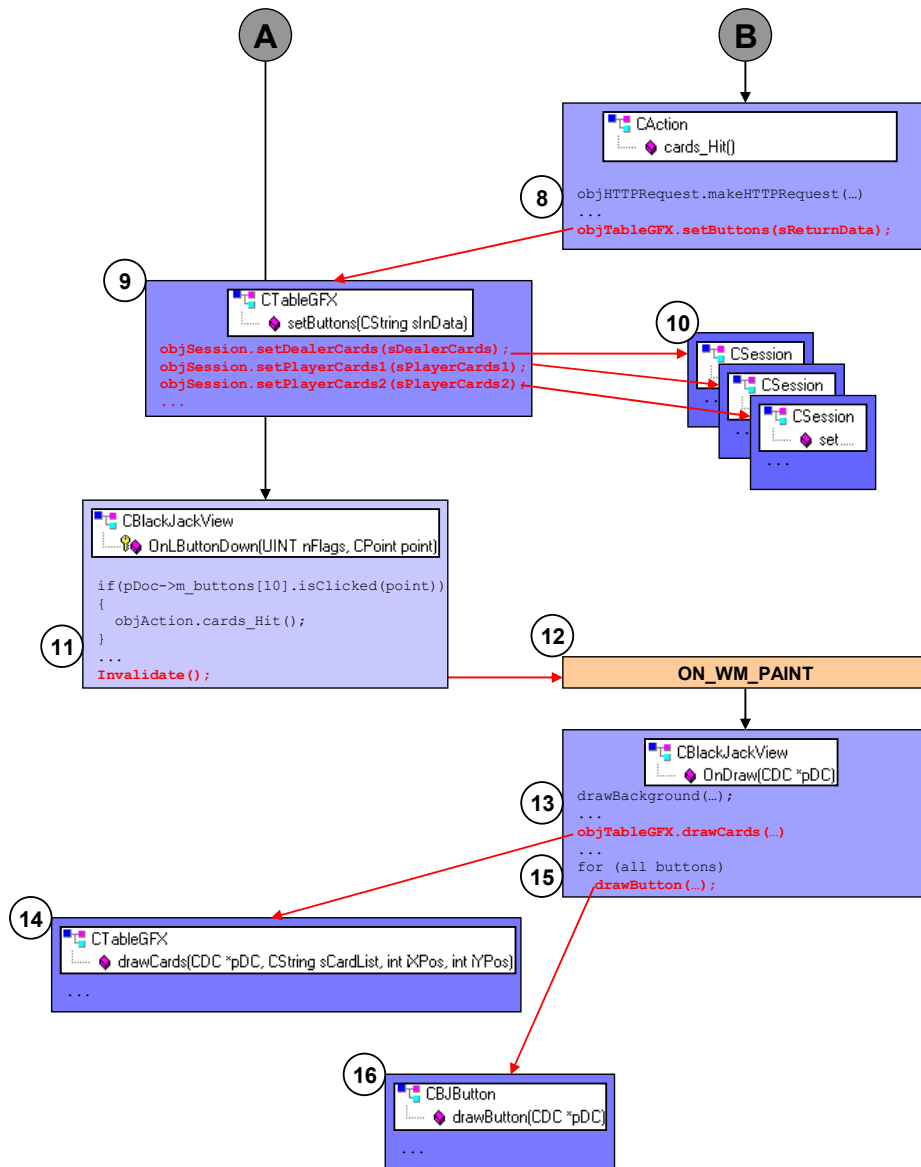 A
B
CAction
cards_Hit()
8
objHTTPRequest.makeHTTPRequest(…)
...
objTableGFX.setButtons(sReturnData);
9
CTableGFX
setButtons(CString sInData)
objSession.setDealerCards(sDealerCards);
objSession.setPlayerCards1(sPlayerCards1);
objSession.setPlayerCards2(sPlayerCards2);
...
10
CSession
..
CSession
..
CSession
set.....
...
CBlackJackView
OnLButtonDown(UINT nFlags, CPoint point)
if(pDoc->m_buttons[10].isClicked(point))
{
objAction.cards_Hit();
}
11
...
Invalidate();
12
ON_WM_PAINT
CBlackJackView
OnDraw(CDC *pDC)
13
drawBackground(…);
...
objTableGFX.drawCards(…)
...
15
for (all buttons)
drawButton(…);
14
CTableGFX
drawCards(CDC *pDC, CString sCardList, int iXPos, int iYPos)
...
16
CBJButton
drawButton(CDC *pDC)
...